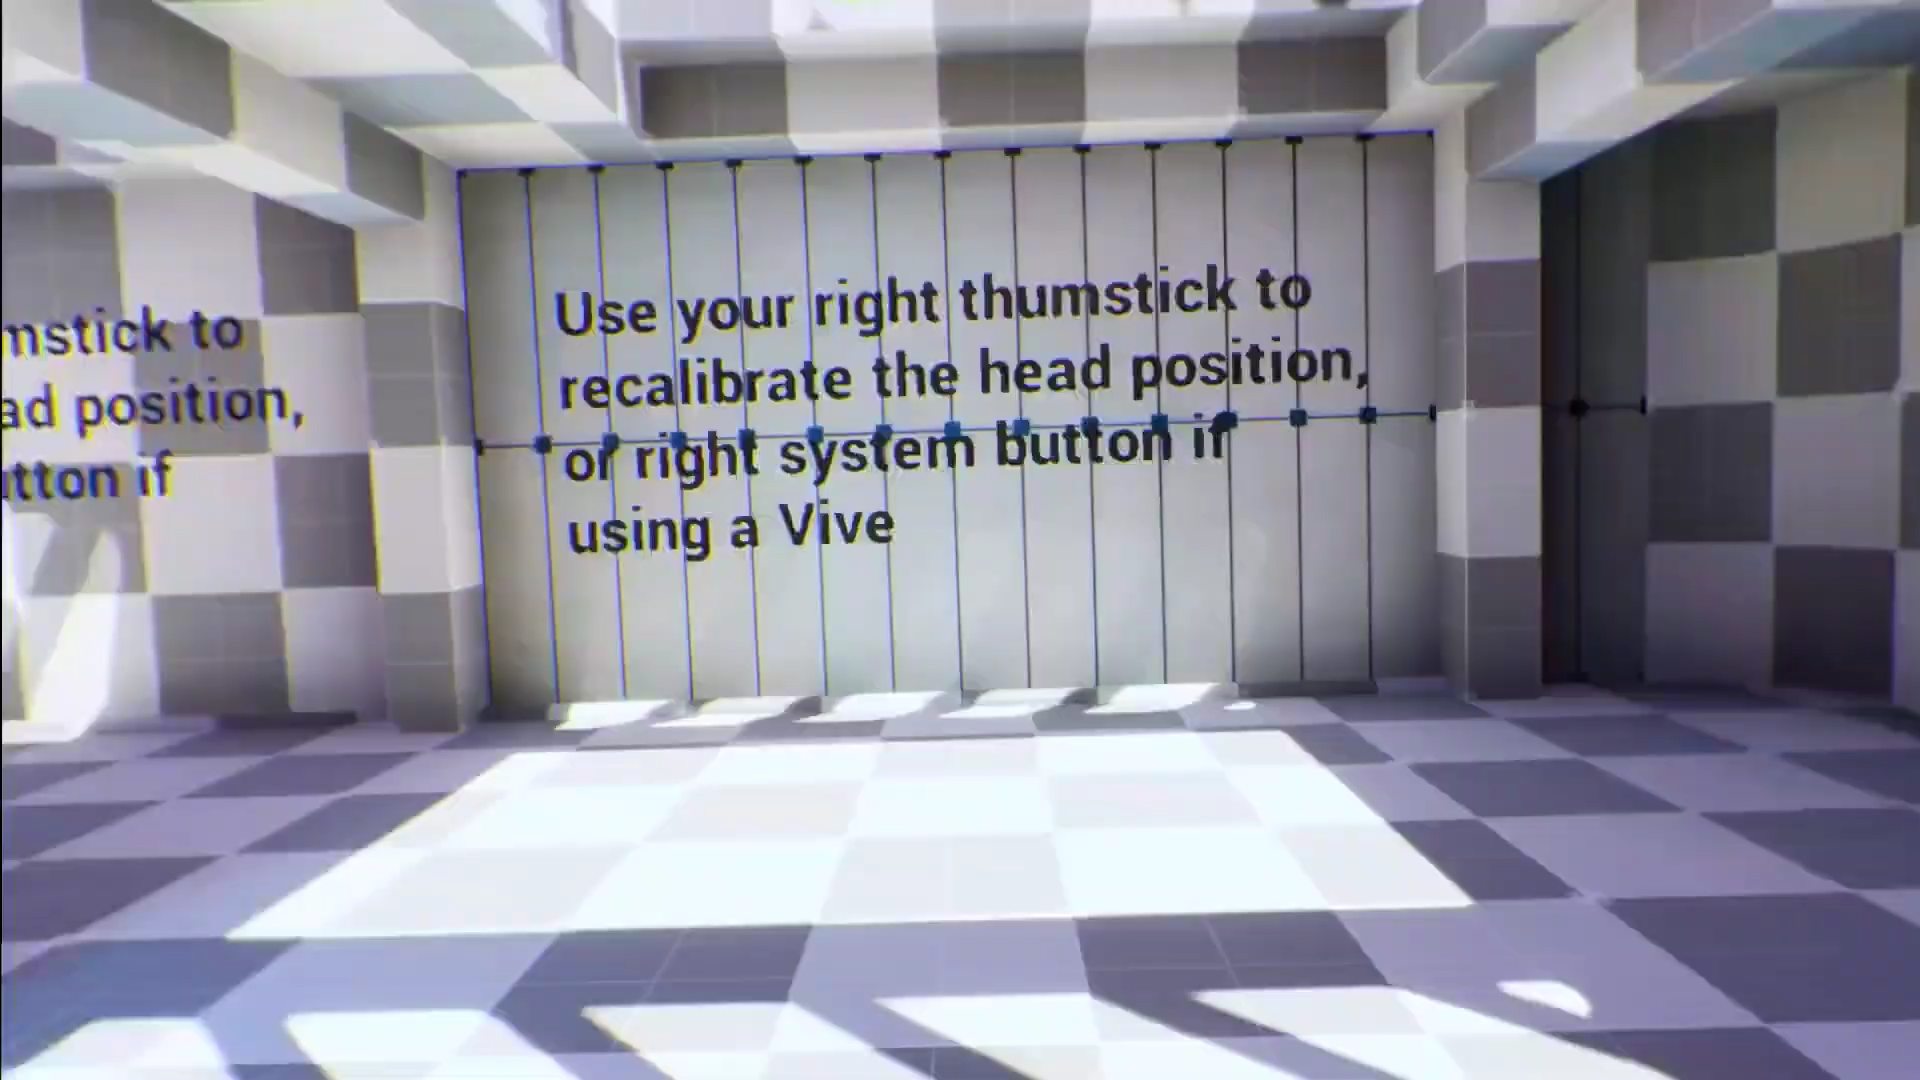 mstick to
ad position,
utton if
Use your right thumstick to
recalibrate the head position,
or right system button if
using a Vive